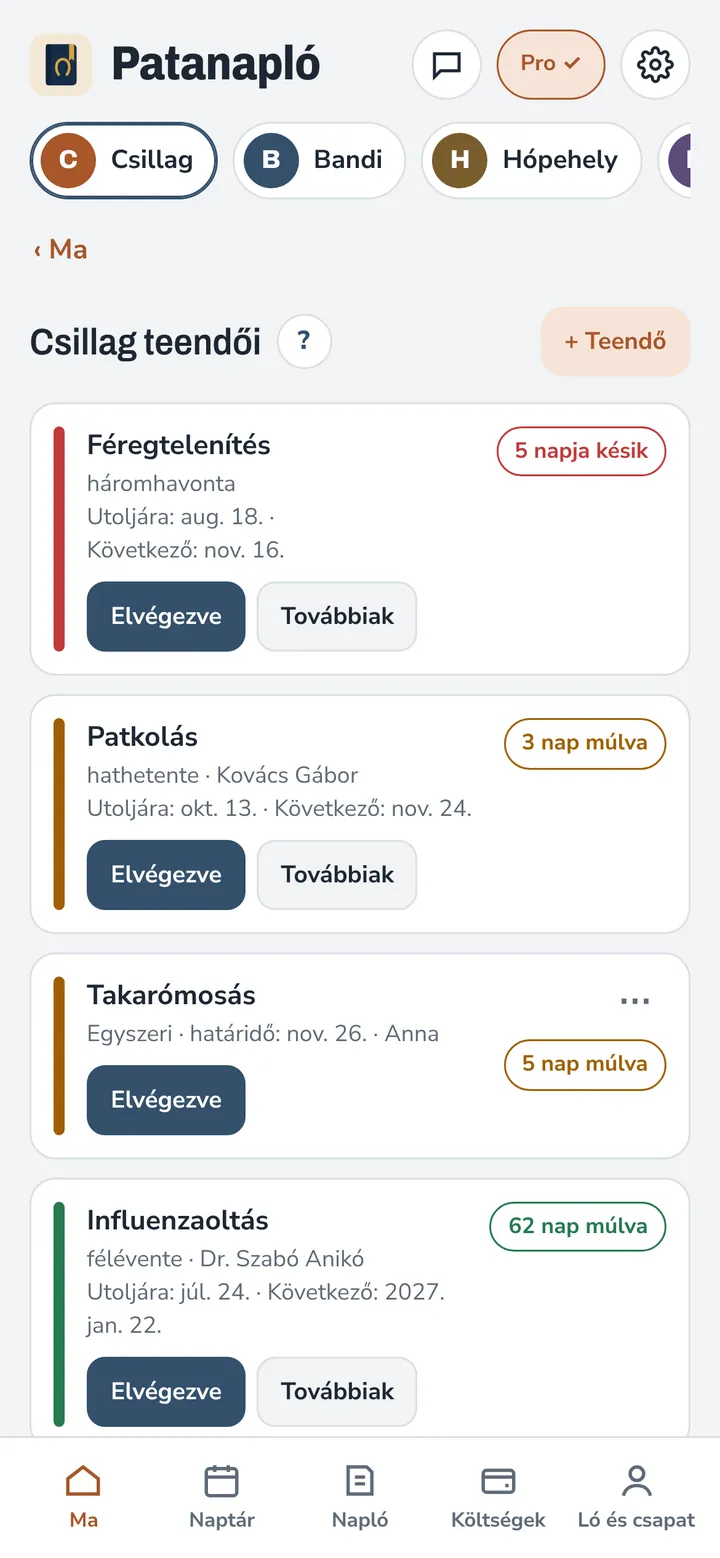 Patanapló
Pro ✓
C Csillag
B Bandi
H Hópehely
‹ Ma
Csillag teendői ?
+ Teendő
Féregtelenítés
5 napja késik
háromhavonta
Utoljára: aug. 18. ·
Következő: nov. 16.
Elvégezve
Továbbiak
Patkolás
3 nap múlva
hathetente · Kovács Gábor
Utoljára: okt. 13. · Következő: nov. 24.
Elvégezve
Továbbiak
Takarómosás
...
Egyszeri · határidő: nov. 26. · Anna
5 nap múlva
Elvégezve
Influenzaoltás
62 nap múlva
félévente · Dr. Szabó Anikó
Utoljára: júl. 24. · Következő: 2027.
jan. 22.
Elvégezve
Továbbiak
Ma
Naptár
Napló
Költségek
Ló és csapat